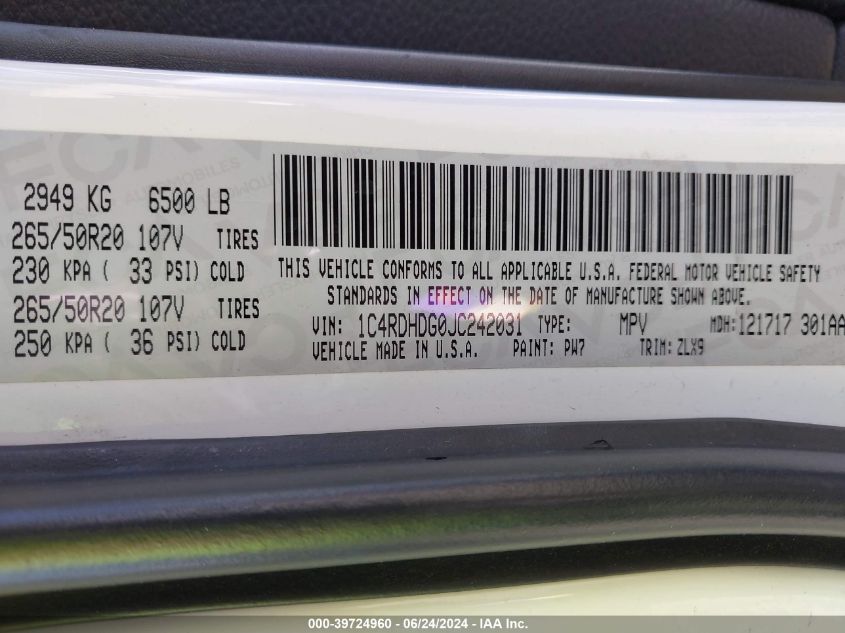 2949 KG 6500 LB
265/50R20 107V TIRES
230 KPA ( 33 PSI) COLD
265/50R20 107V TIRES
250 KPA ( 36 PSI) COLD
THIS VEHICLE CONFORMS TO ALL APPLICABLE U.S.A. FEDERAL MOTOR VEHICLE SAFETY
STANDARDS IN EFFECT ON THE DATE OF MANUFACTURE SHOWN ABOVE.
VIN: 1C4RDHDG0JC242031 TYPE: MPV MDH:121717 301AA
VEHICLE MADE IN U.S.A. PAINT: PW7 TRIM: ZLX9
000-39724960 - 06/24/2024 - IAA Inc.